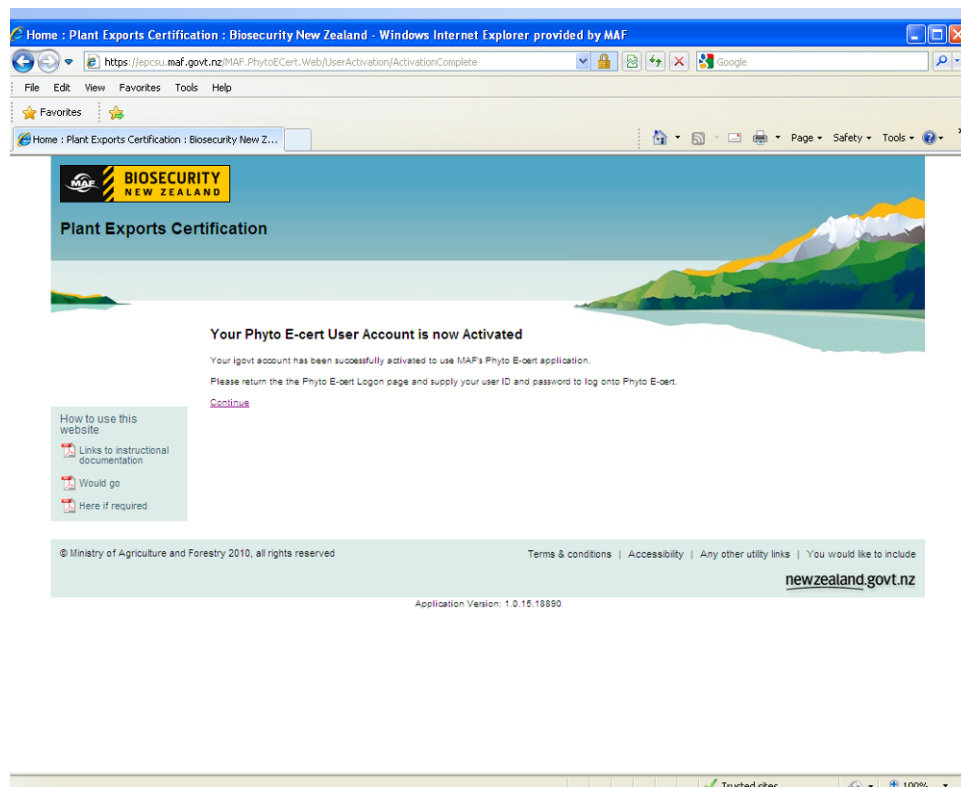 Home : Plant Exports Certification : Biosecurity New Zealand - Windows Internet Explorer provided by MAF
https://epcsu.maf.govt.nz/MAF.PhytoECert.Web/UserActivation/ActivationComplete
Google
File Edit View Favorites Tools Help
Favorites
Home : Plant Exports Certification : Biosecurity New Z...
Page Safety Tools
MAF
BIOSECURITY
NEW ZEALAND
Plant Exports Certification
Your Phyto E-cert User Account is now Activated
Your igovt account has been successfully activated to use MAF's Phyto E-cert application.
Please return the the Phyto E-cert Logon page and supply your user ID and password to log onto Phyto E-cert.
Continue
How to use this
website
Links to instructional
documentation
Would go
Here if required
© Ministry of Agriculture and Forestry 2010, all rights reserved
Terms & conditions | Accessibility | Any other utility links | You would like to include
newzealand.govt.nz
Application Version: 1.0.15.18890
Trusted sites
100%